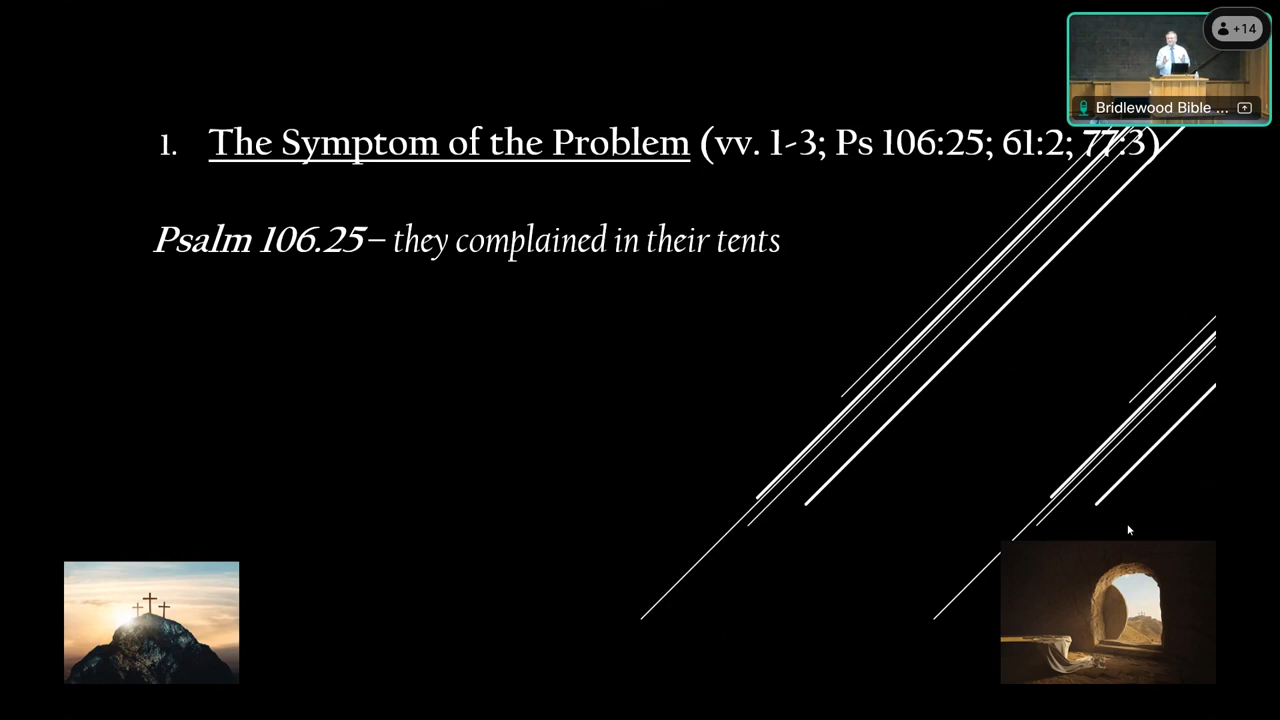 +14
Bridlewood Bible ...
1. The Symptom of the Problem (vv. 1-3; Ps 106:25; 61:2; 77:3)
Psalm 106.25 – they complained in their tents